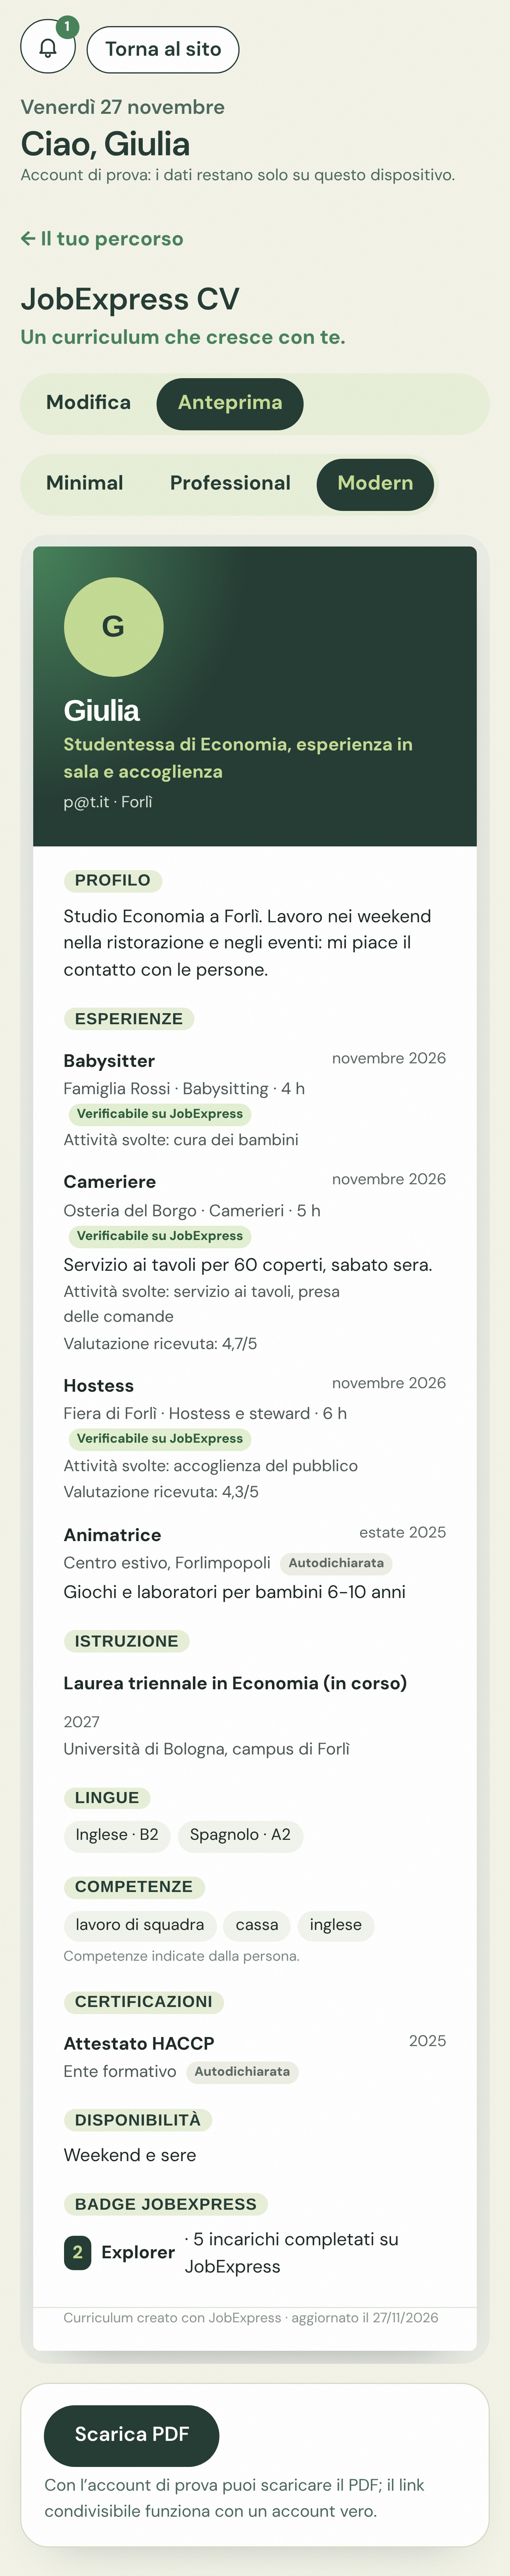 1
Torna al sito
Venerdì 27 novembre
Ciao, Giulia
Account di prova: i dati restano solo su questo dispositivo.
← Il tuo percorso
JobExpress CV
Un curriculum che cresce con te.
Modifica Anteprima
Minimal Professional Modern
G
Giulia
Studentessa di Economia, esperienza in
sala e accoglienza
p@t.it · Forlì
PROFILO
Studio Economia a Forlì. Lavoro nei weekend
nella ristorazione e negli eventi: mi piace il
contatto con le persone.
ESPERIENZE
Babysitter novembre 2026
Famiglia Rossi · Babysitting · 4 h
Verificabile su JobExpress
Attività svolte: cura dei bambini
Cameriere novembre 2026
Osteria del Borgo · Camerieri · 5 h
Verificabile su JobExpress
Servizio ai tavoli per 60 coperti, sabato sera.
Attività svolte: servizio ai tavoli, presa
delle comande
Valutazione ricevuta: 4,7/5
Hostess novembre 2026
Fiera di Forlì · Hostess e steward · 6 h
Verificabile su JobExpress
Attività svolte: accoglienza del pubblico
Valutazione ricevuta: 4,3/5
Animatrice estate 2025
Centro estivo, Forlimpopoli Autodichiarata
Giochi e laboratori per bambini 6-10 anni
ISTRUZIONE
Laurea triennale in Economia (in corso)
2027
Università di Bologna, campus di Forlì
LINGUE
Inglese · B2 Spagnolo · A2
COMPETENZE
lavoro di squadra cassa inglese
Competenze indicate dalla persona.
CERTIFICAZIONI
Attestato HACCP 2025
Ente formativo Autodichiarata
DISPONIBILITÀ
Weekend e sere
BADGE JOBEXPRESS
2 Explorer · 5 incarichi completati su
JobExpress
Curriculum creato con JobExpress · aggiornato il 27/11/2026
Scarica PDF
Con l'account di prova puoi scaricare il PDF; il link
condivisibile funziona con un account vero.